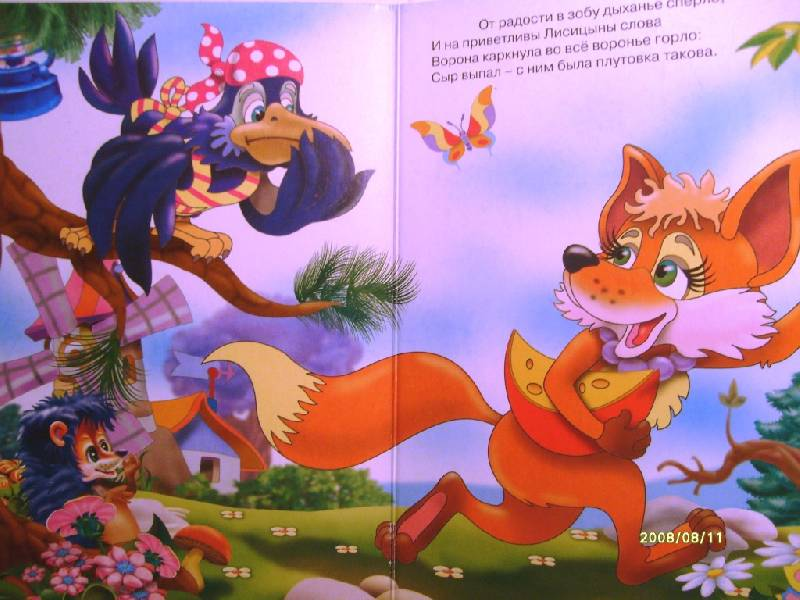 От радости в зобу дыханье спёрло,
И на приветливы Лисицыны слова
Ворона каркнула во всё воронье горло:
Сыр выпал – с ним была плутовка такова.
2008/08/11